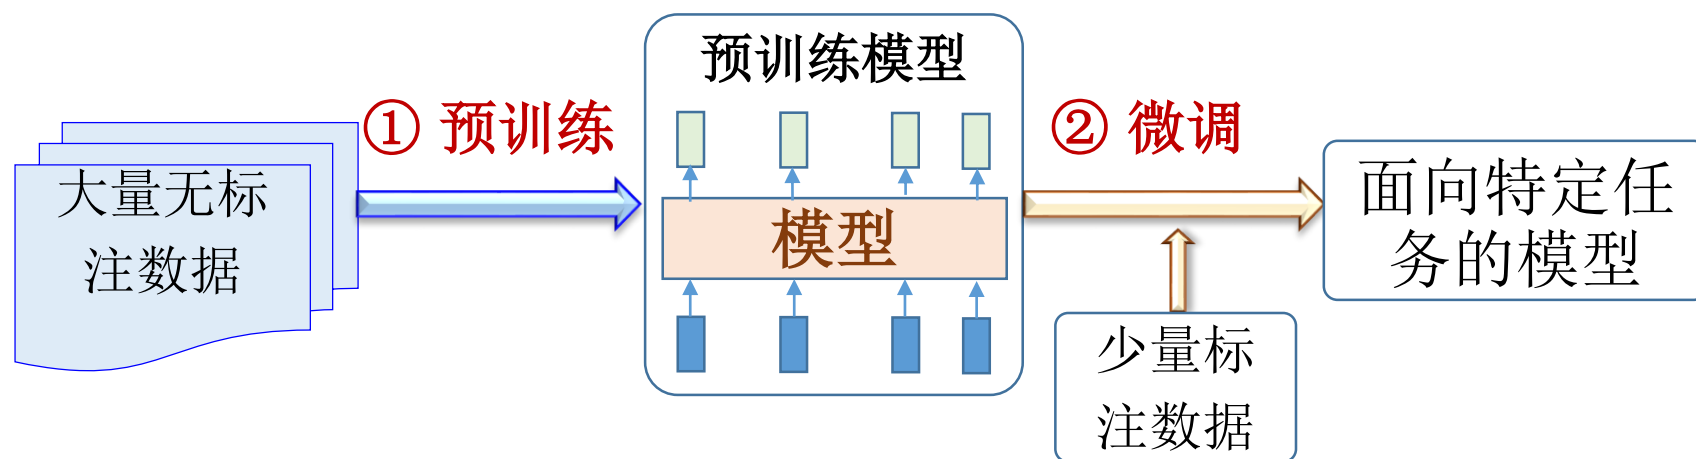 大量无标
注数据
① 预训练
预训练模型
模型
② 微调
少量标
注数据
面向特定任
务的模型